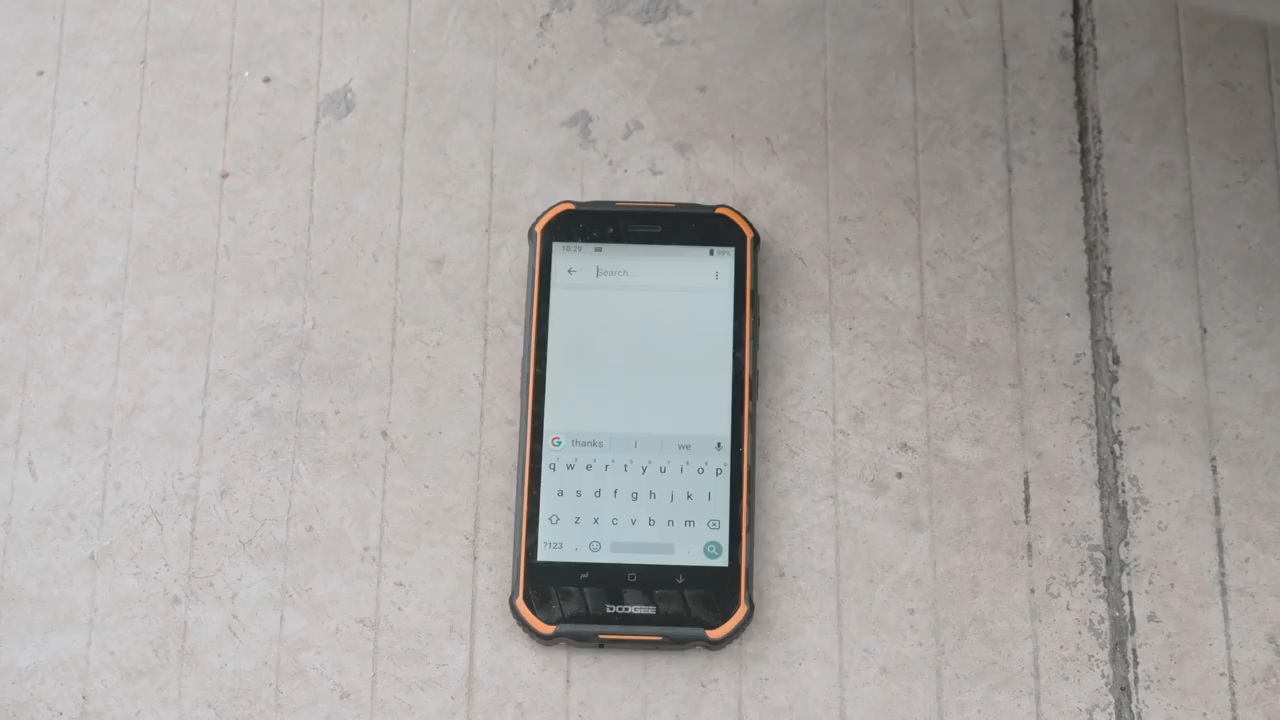 10:29 99%
Search...
thanks I we
q w e r t y u i o p
a s d f g h j k l
z x c v b n m
?123 , .
DOOGEE